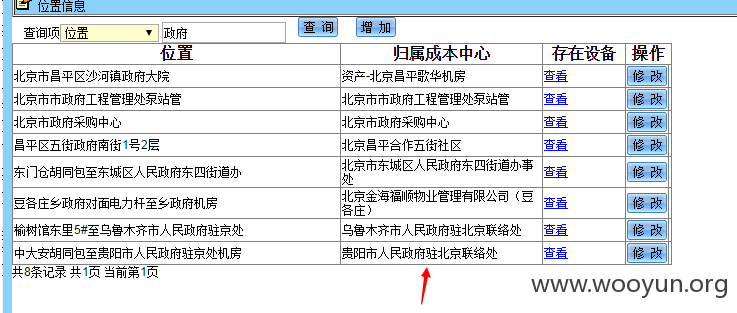 位置信息
查询项 位置 政府 查 询 增 加
位置 归属成本中心 存在设备 操作
北京市昌平区沙河镇政府大院 资产-北京昌平歌华机房 查看 修 改
北京市市政府工程管理处泵站管 北京市市政府工程管理处泵站管 查看 修 改
北京市政府采购中心 北京市政府采购中心 查看 修 改
昌平区五街政府南街1号2层 北京昌平合作五街社区 查看 修 改
东门仓胡同包至东城区人民政府东四街道办 北京市东城区人民政府东四街道办事
处 查看 修 改
豆各庄乡政府对面电力杆至乡政府机房 北京金海福顺物业管理有限公司（豆
各庄） 查看 修 改
榆树馆东里5#至乌鲁木齐市人民政府驻京处 乌鲁木齐市人民政府驻北京联络处 查看 修 改
中大安胡同包至贵阳市人民政府驻京处机房 贵阳市人民政府驻北京联络处 查看 修 改
共8条记录 共1页 当前第1页
www.wooyun.org